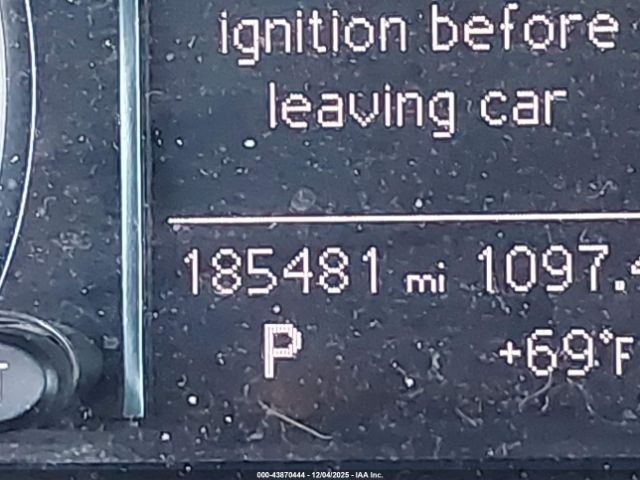 ignition before
leaving car
185481 mi 1097.
P +69°F
000-43870444 - 12/04/2025 - IAA Inc.